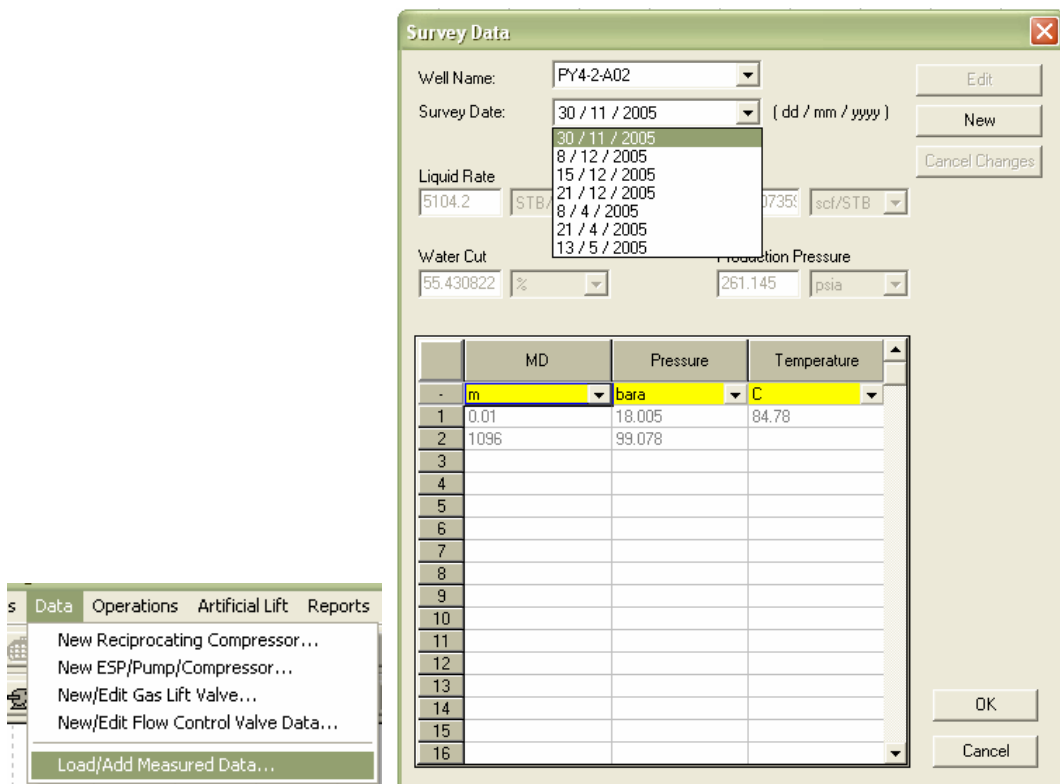 Survey Data
Well Name: PY4-2-A02 Edit
Survey Date: 30 / 11 / 2005 ( dd / mm / yyyy ) New
30 / 11 / 2005
8 / 12 / 2005 Cancel Changes
15 / 12 / 2005
21 / 12 / 2005
8 / 4 / 2005
21 / 4 / 2005
13 / 5 / 2005
Liquid Rate
5104.2 STB/ scf/STB
Water Cut Pressure
55.430822 % 261.145 psia
MD Pressure Temperature
- m bara C
1 0.01 18.005 84.78
2 1096 99.078
3
4
5
6
7
8
9
10
11
12
13
14
15
16
OK
Cancel
s Data Operations Artificial Lift Reports
New Reciprocating Compressor...
New ESP/Pump/Compressor...
New/Edit Gas Lift Valve...
New/Edit Flow Control Valve Data...
Load/Add Measured Data...